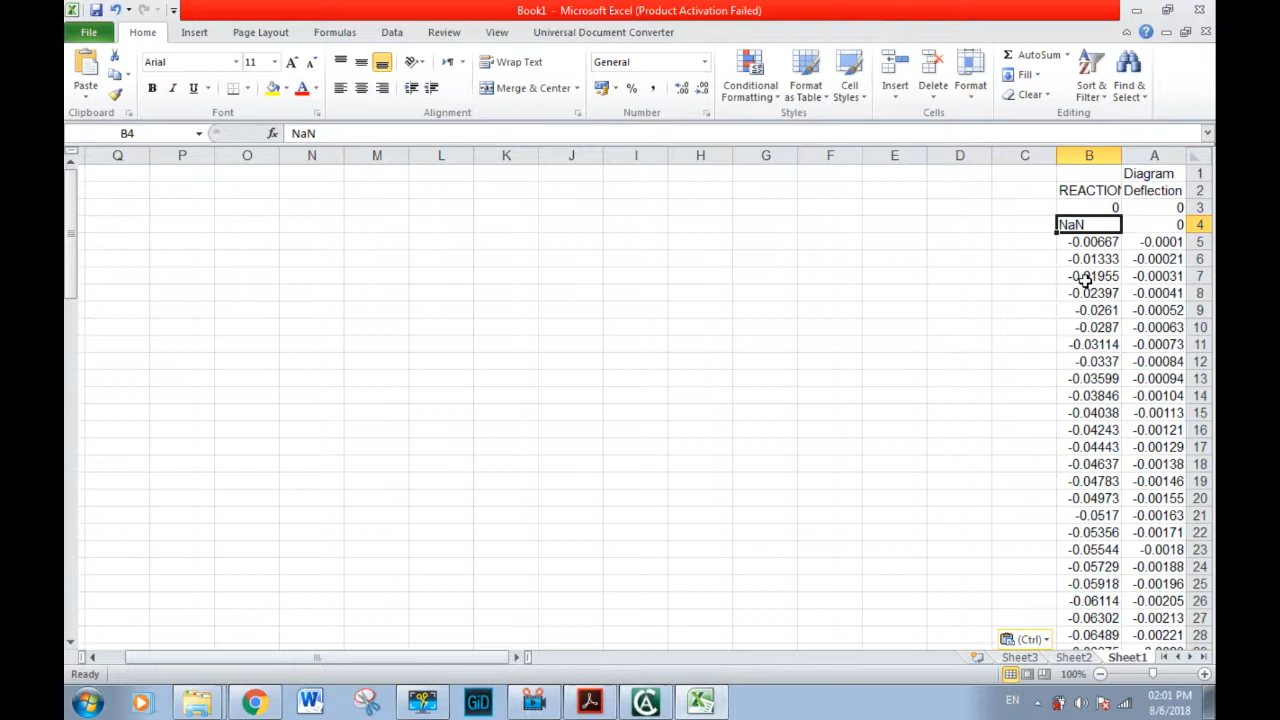 Book1 - Microsoft Excel (Product Activation Failed)
File Home Insert Page Layout Formulas Data Review View Universal Document Converter
Paste
Clipboard
Arial 11
B I U
Font
Wrap Text
Merge & Center
Alignment
General
% ,
Number
Conditional Formatting
Format as Table
Cell Styles
Styles
Insert Delete Format
Cells
AutoSum
Fill
Clear
Sort & Filter
Find & Select
Editing
B4 fx NaN
Q P O N M L K J I H G F E D C B A
Diagram 1
REACTION Deflection 2
0 0 3
NaN 0 4
-0.00667 -0.0001 5
-0.01333 -0.00021 6
-0.01955 -0.00031 7
-0.02397 -0.00041 8
-0.0261 -0.00052 9
-0.0287 -0.00063 10
-0.03114 -0.00073 11
-0.0337 -0.00084 12
-0.03599 -0.00094 13
-0.03846 -0.00104 14
-0.04038 -0.00113 15
-0.04243 -0.00121 16
-0.04443 -0.00129 17
-0.04637 -0.00138 18
-0.04783 -0.00146 19
-0.04973 -0.00155 20
-0.0517 -0.00163 21
-0.05356 -0.00171 22
-0.05544 -0.0018 23
-0.05729 -0.00188 24
-0.05918 -0.00196 25
-0.06114 -0.00205 26
-0.06302 -0.00213 27
-0.06489 -0.00221 28
(Ctrl)
Sheet3 Sheet2 Sheet1
Ready 100%
GiD
EN
02:01 PM
8/6/2018